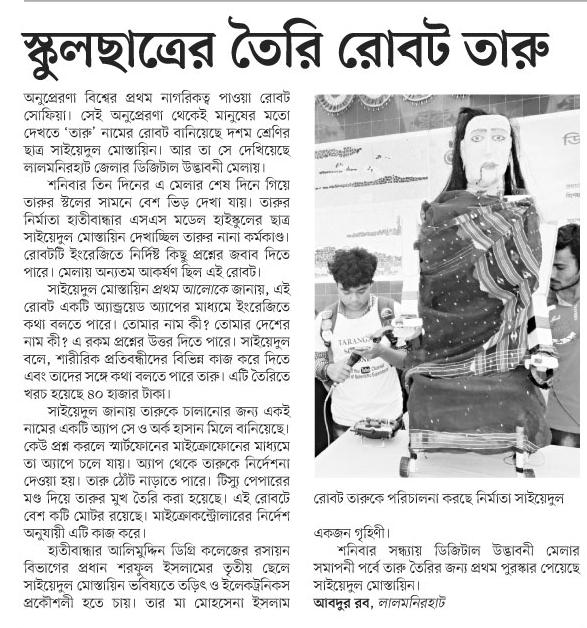 স্কুলছাত্রের তৈরি রোবট তারু
অনুপ্রেরণা বিশ্বের প্রথম নাগরিকত্ব পাওয়া রোবট
সোফিয়া। সেই অনুপ্রেরণা থেকেই মানুষের মতো
দেখতে ‘তারু’ নামের রোবট বানিয়েছে দশম শ্রেণির
ছাত্র সাইয়েদুল মোস্তায়িন। আর তা সে দেখিয়েছে
লালমনিরহাট জেলার ডিজিটাল উদ্ভাবনী মেলায়।
শনিবার তিন দিনের এ মেলার শেষ দিনে গিয়ে
তারুর স্টলের সামনে বেশ ভিড় দেখা যায়। তারুর
নির্মাতা হাতীবান্ধার এসএস মডেল হাইস্কুলের ছাত্র
সাইয়েদুল মোস্তায়িন দেখাচ্ছিল তারুর নানা কর্মকাণ্ড।
রোবটটি ইংরেজিতে নির্দিষ্ট কিছু প্রশ্নের জবাব দিতে
পারে। মেলায় অন্যতম আকর্ষণ ছিল এই রোবট।
সাইয়েদুল মোস্তায়িন প্রথম আলোকে জানায়, এই
রোবট একটি অ্যান্ড্রয়েড অ্যাপের মাধ্যমে ইংরেজিতে
কথা বলতে পারে। তোমার নাম কী? তোমার দেশের
নাম কী? এ রকম প্রশ্নের উত্তর দিতে পারে। সাইয়েদুল
বলে, শারীরিক প্রতিবন্ধীদের বিভিন্ন কাজ করে দিতে
এবং তাদের সঙ্গে কথা বলতে পারে তারু। এটি তৈরিতে
খরচ হয়েছে ৪০ হাজার টাকা।
সাইয়েদুল জানায় তারুকে চালানোর জন্য একই
নামের একটি অ্যাপ সে ও অর্ক হাসান মিলে বানিয়েছে।
কেউ প্রশ্ন করলে স্মার্টফোনের মাইক্রোফোনের মাধ্যমে
তা অ্যাপে চলে যায়। অ্যাপ থেকে তারুকে নির্দেশনা
দেওয়া হয়। তারু ঠোঁট নাড়াতে পারে। টিস্যু পেপারের
মণ্ড দিয়ে তারুর মুখ তৈরি করা হয়েছে। এই রোবটে
বেশ কটি মোটর রয়েছে। মাইক্রোকন্ট্রোলারের নির্দেশ
অনুযায়ী এটি কাজ করে।
হাতীবান্ধার আলিমুদ্দিন ডিগ্রি কলেজের রসায়ন
বিভাগের প্রধান শরফুল ইসলামের তৃতীয় ছেলে
সাইয়েদুল মোস্তায়িন ভবিষ্যতে তড়িৎ ও ইলেকট্রনিকস
প্রকৌশলী হতে চায়। তার মা মোহসেনা ইসলাম
TARANGA
রোবট তারুকে পরিচালনা করছে নির্মাতা সাইয়েদুল
একজন গৃহিণী।
শনিবার সন্ধ্যায় ডিজিটাল উদ্ভাবনী মেলার
সমাপনী পর্বে তারু তৈরির জন্য প্রথম পুরস্কার পেয়েছে
সাইয়েদুল মোস্তায়িন।
আবদুর রব, লালমনিরহাট